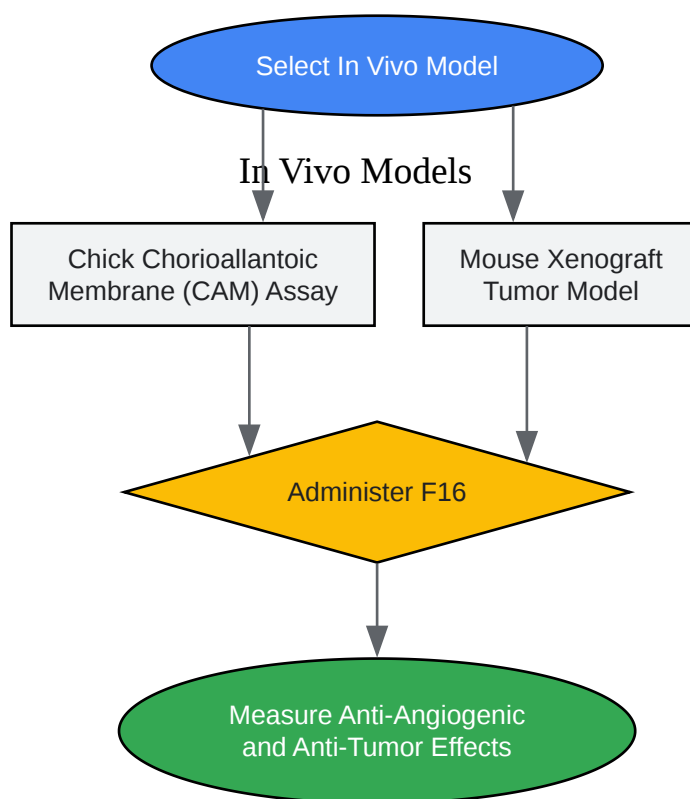 Select In Vivo Model
In Vivo Models
Chick Chorioallantoic
Membrane (CAM) Assay
Mouse Xenograft
Tumor Model
Administer F16
Measure Anti-Angiogenic
and Anti-Tumor Effects